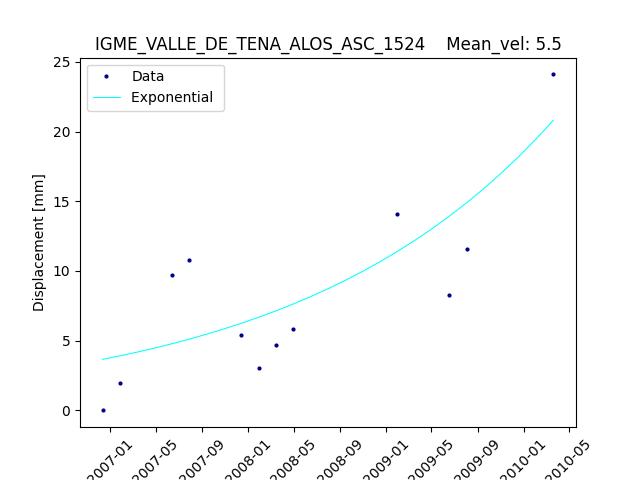 IGME_VALLE_DE_TENA_ALOS_ASC_1524 Mean_vel: 5.5
Data
Exponential
Displacement [mm]
25
20
15
10
5
0
2007-01 2007-05 2007-09 2008-01 2008-05 2008-09 2009-01 2009-05 2009-09 2010-01 2010-05